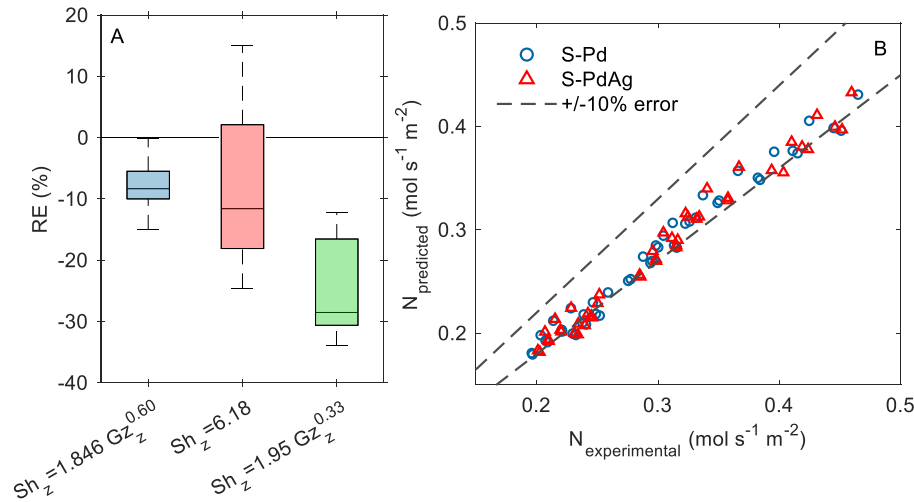 A
20
10
0
-10
-20
-30
-40
RE (%)
Sh_z=1.846 Gz_z^0.60
Sh_z=6.18
Sh_z=1.95 Gz_z^0.33
B
S-Pd
S-PdAg
+/-10% error
0.5
0.4
0.3
0.2
N_predicted (mol s^-1 m^-2)
0.2 0.3 0.4 0.5
N_experimental (mol s^-1 m^-2)